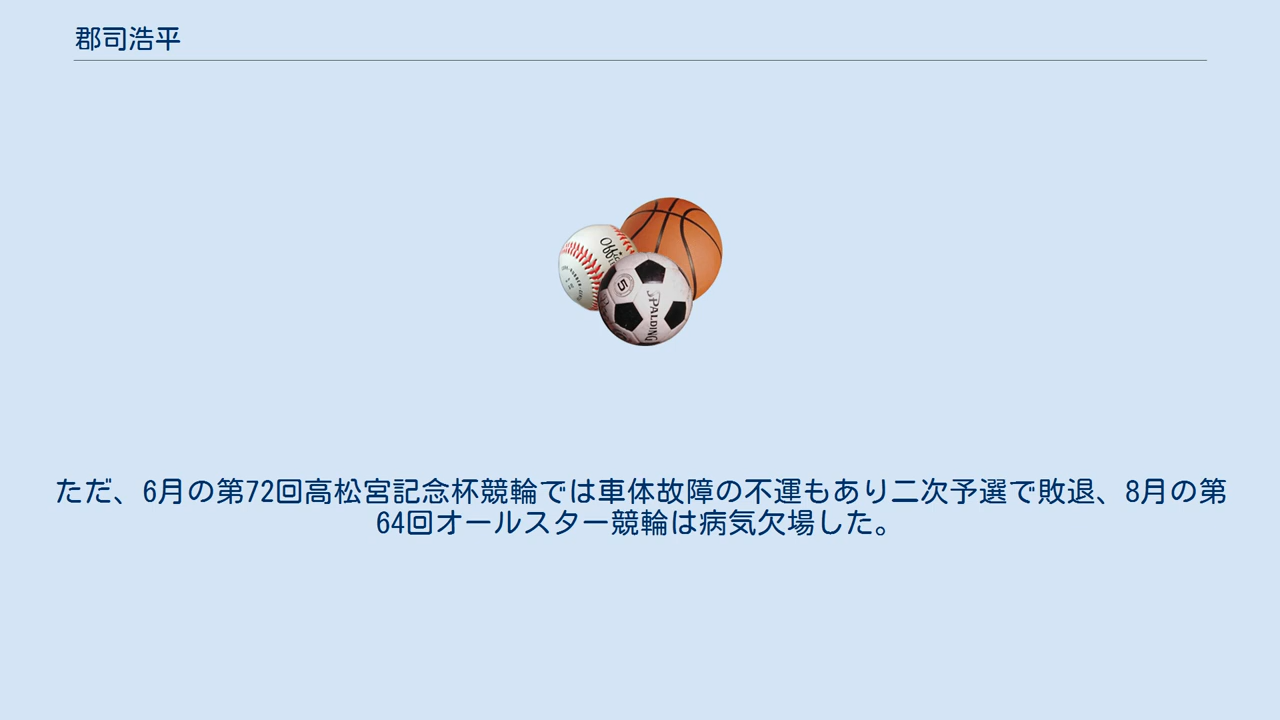 郡司浩平
Offic
5
SPALDING
ただ、6月の第72回高松宮記念杯競輪では車体故障の不運もあり二次予選で敗退、8月の第
64回オールスター競輪は病気欠場した。